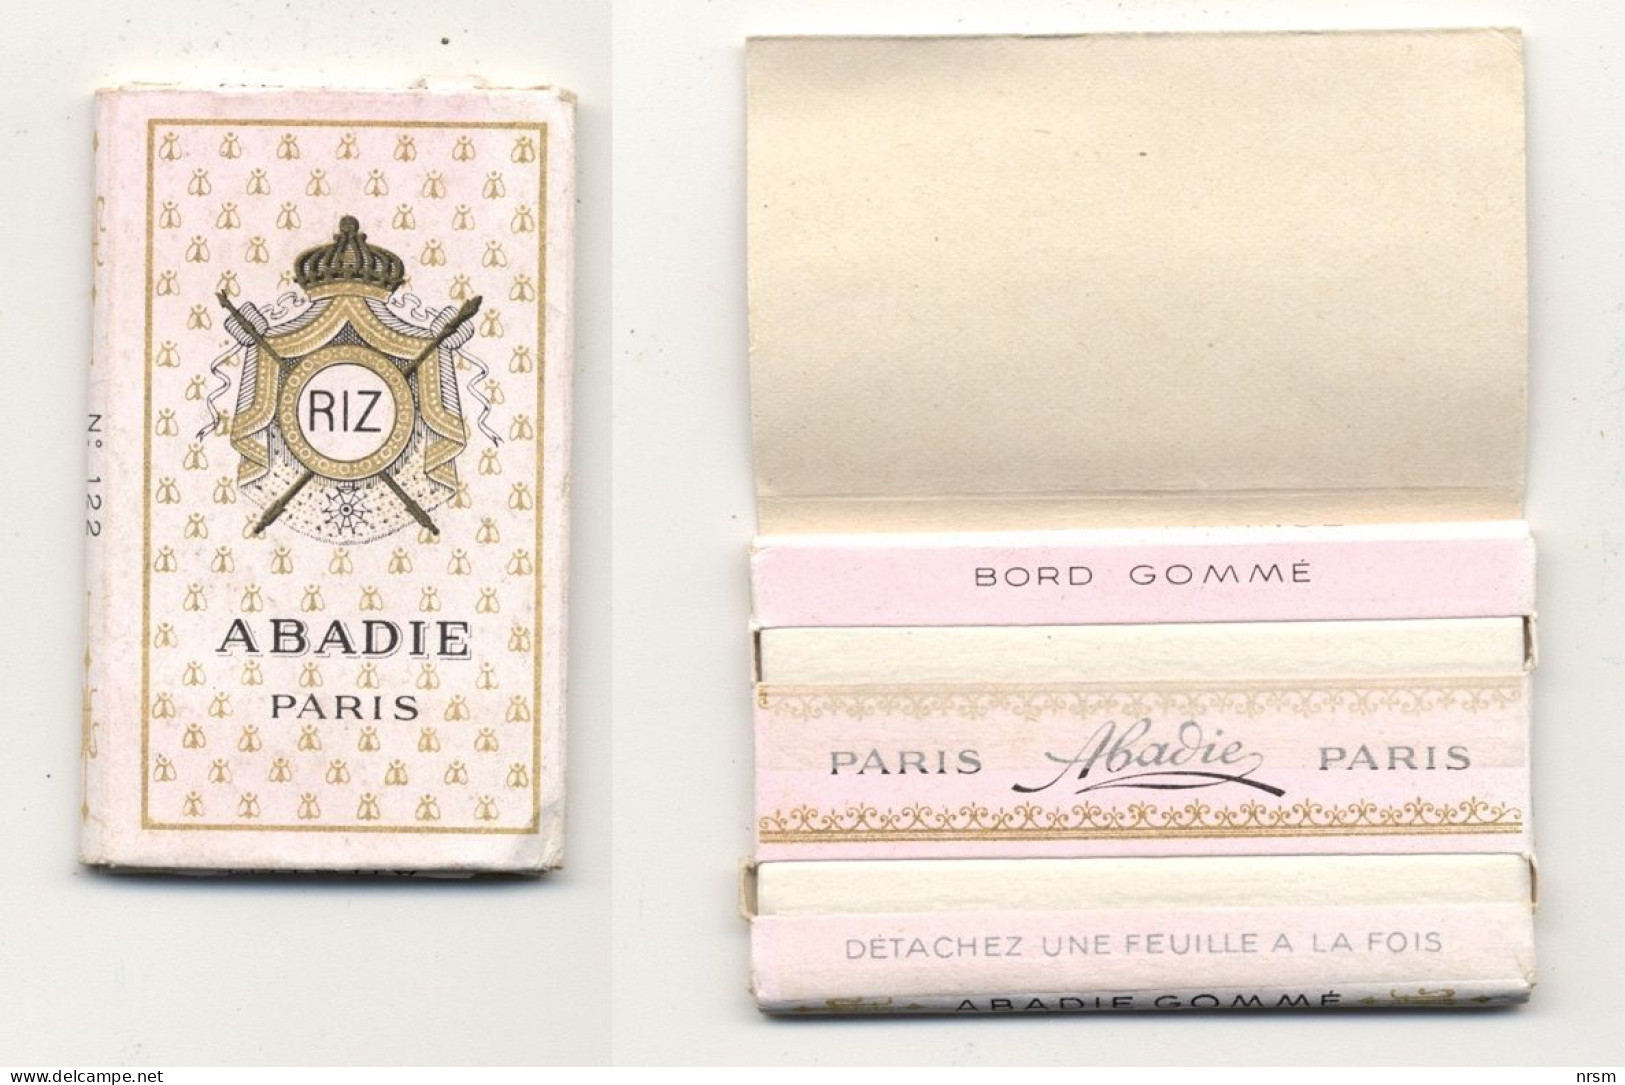 RIZ
ABADIE
PARIS
N° 122
BORD GOMMÉ
PARIS Abadie PARIS
DÉTACHEZ UNE FEUILLE A LA FOIS
ABADIE GOMMÉ
delcampe.net
nrsm